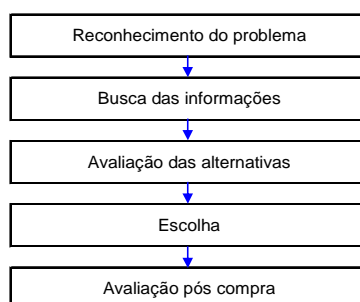 Reconhecimento do problema
Busca das informações
Avaliação das alternativas
Escolha
Avaliação pós compra